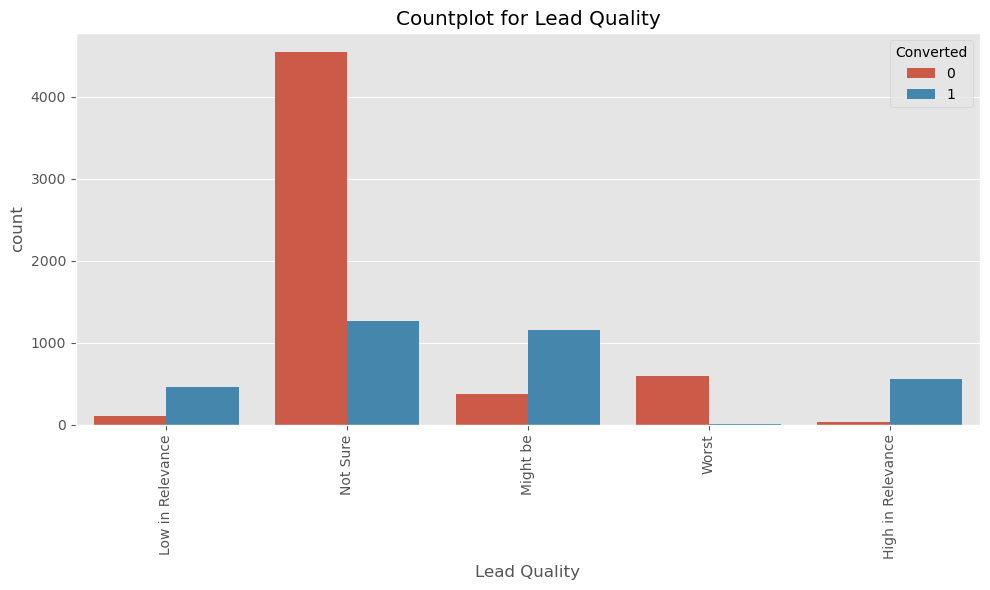 Countplot for Lead Quality
Converted
0
1
count
4000
3000
2000
1000
0
Low in Relevance
Not Sure
Might be
Worst
High in Relevance
Lead Quality